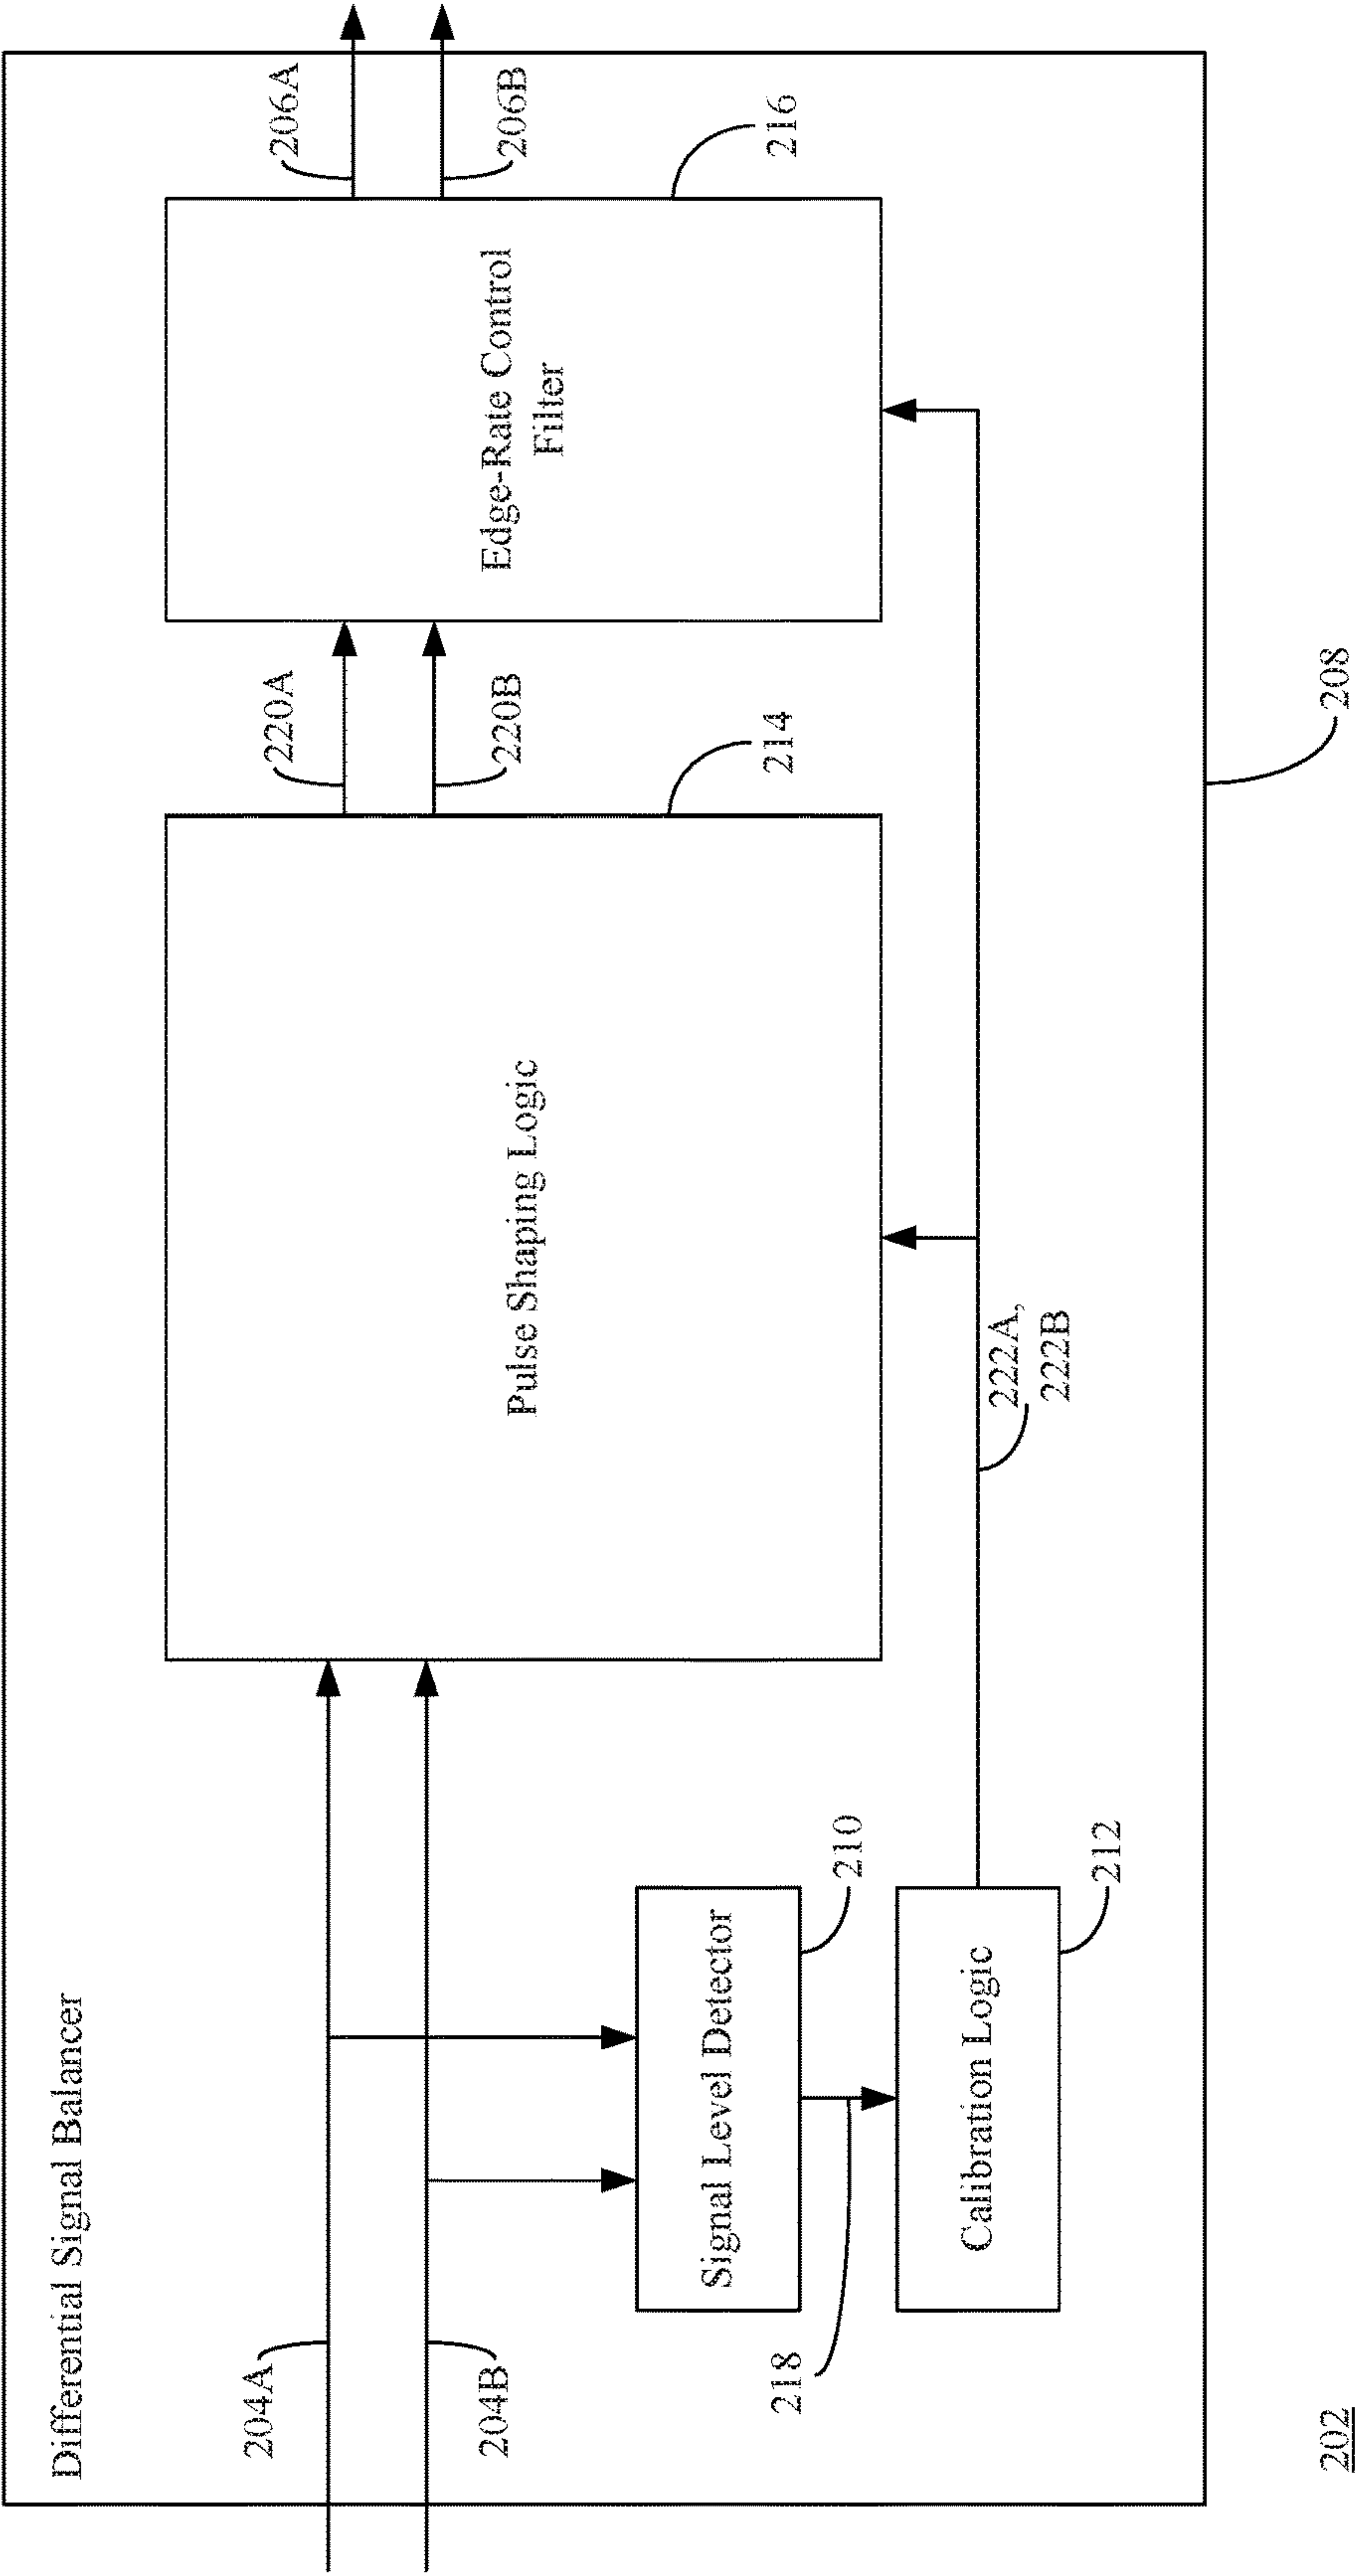 Differential Signal Balancer
204A
204B
Signal Level Detector
210
218
Calibration Logic
212
222A,
222B
Pulse Shaping Logic
214
220A
220B
Edge-Rate Control
Filter
216
206A
206B
208
202